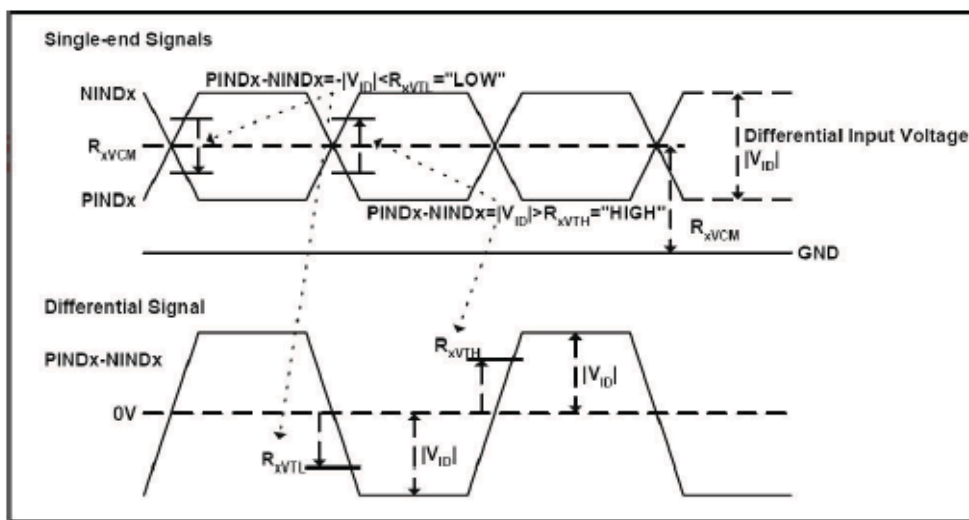 Single-end Signals
PINDx-NINDx=-|VID|<RxVTL="LOW"
NINDx
RxVCM
Differential Input Voltage
|VID|
PINDx
PINDx-NINDx=|VID|>RxVTH="HIGH"
RxVCM
GND
Differential Signal
PINDx-NINDx
RxVTH
|VID|
0V
RxVTL
|VID|